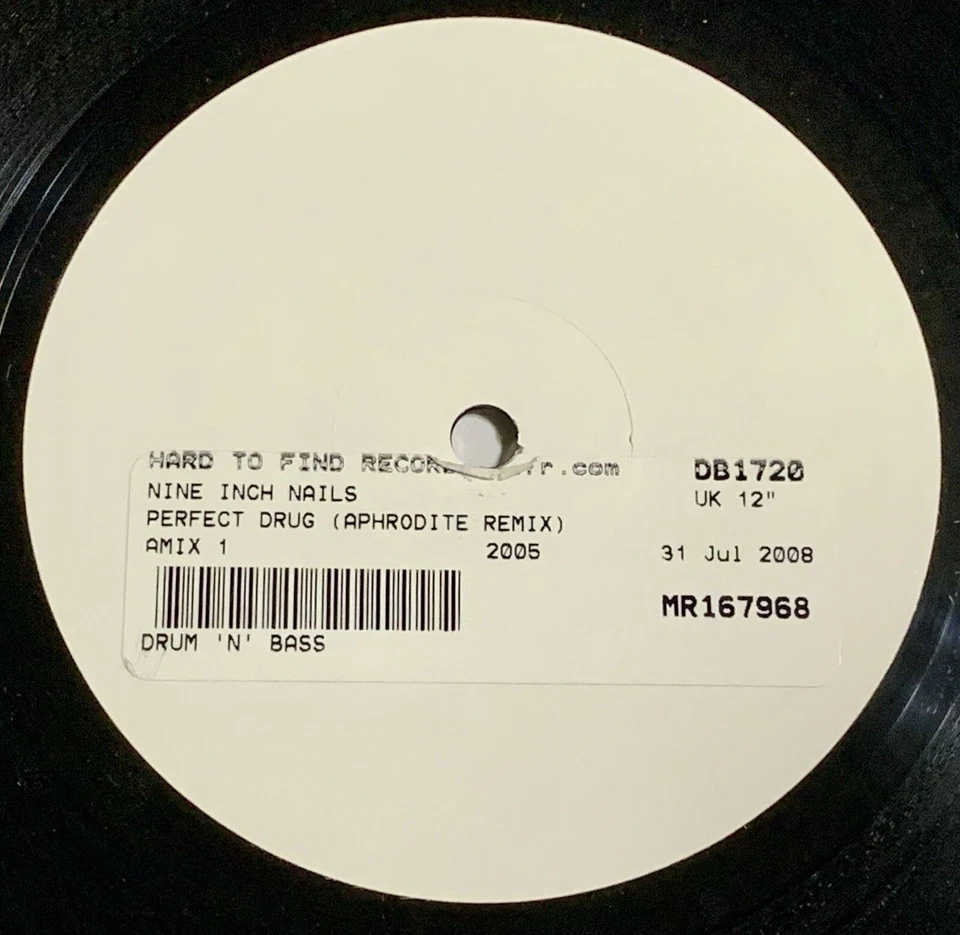 HARD TO FIND RECOR r.com
NINE INCH NAILS
PERFECT DRUG (APHRODITE REMIX)
AMIX 1 2005
DRUM 'N' BASS
DB1720
UK 12"
31 Jul 2008
MR167968